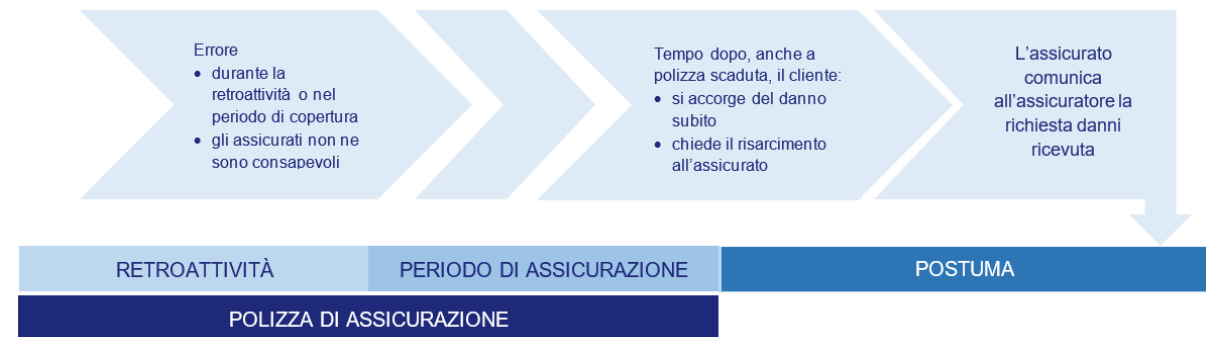 Errore
• durante la
retroattività o nel
periodo di copertura
• gli assicurati non ne
sono consapevoli
Tempo dopo, anche a
polizza scaduta, il cliente:
• si accorge del danno
subito
• chiede il risarcimento
all'assicurato
L'assicurato
comunica
all'assicuratore la
richiesta danni
ricevuta
RETROATTIVITÀ
PERIODO DI ASSICURAZIONE
POSTUMA
POLIZZA DI ASSICURAZIONE